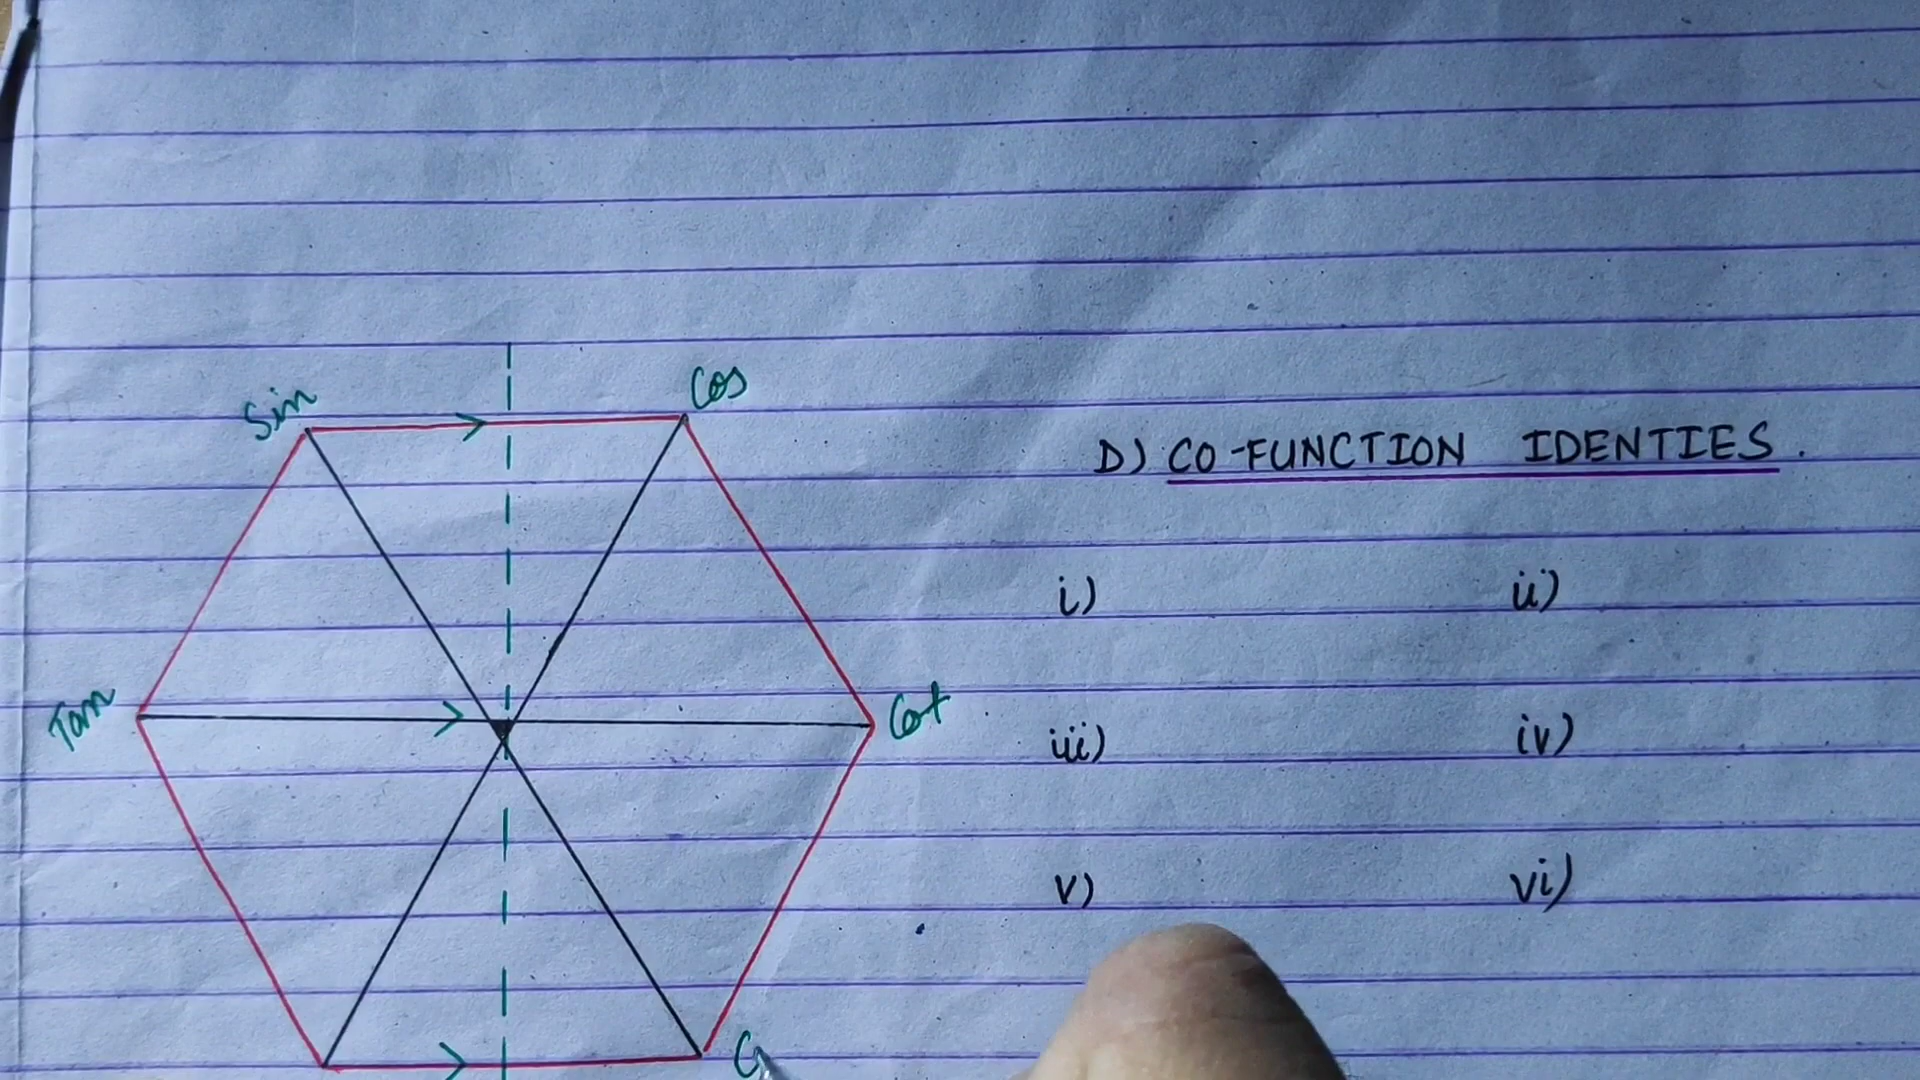 Sin
Cos
D) CO-FUNCTION IDENTIES.
i)
ii)
Tan
Cot
iii)
iv)
v)
vi)